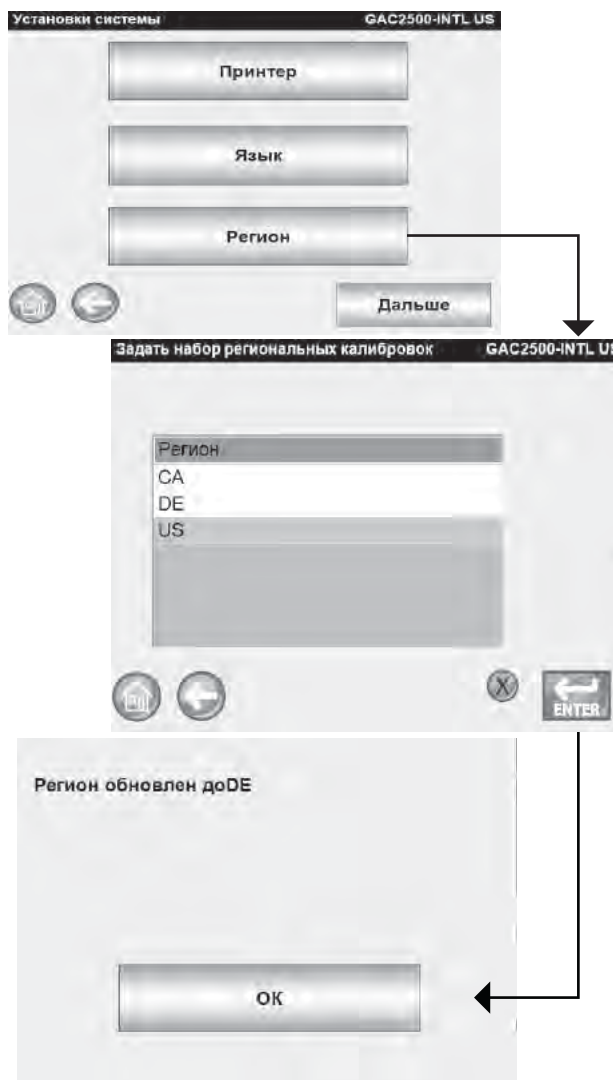 Установки системы GAC2500-INTL US
Принтер
Язык
Регион
Дальше
Задать набор региональных калибровок GAC2500-INTL US
Регион
CA
DE
US
X
ENTER
Регион обновлен доDE
ОК